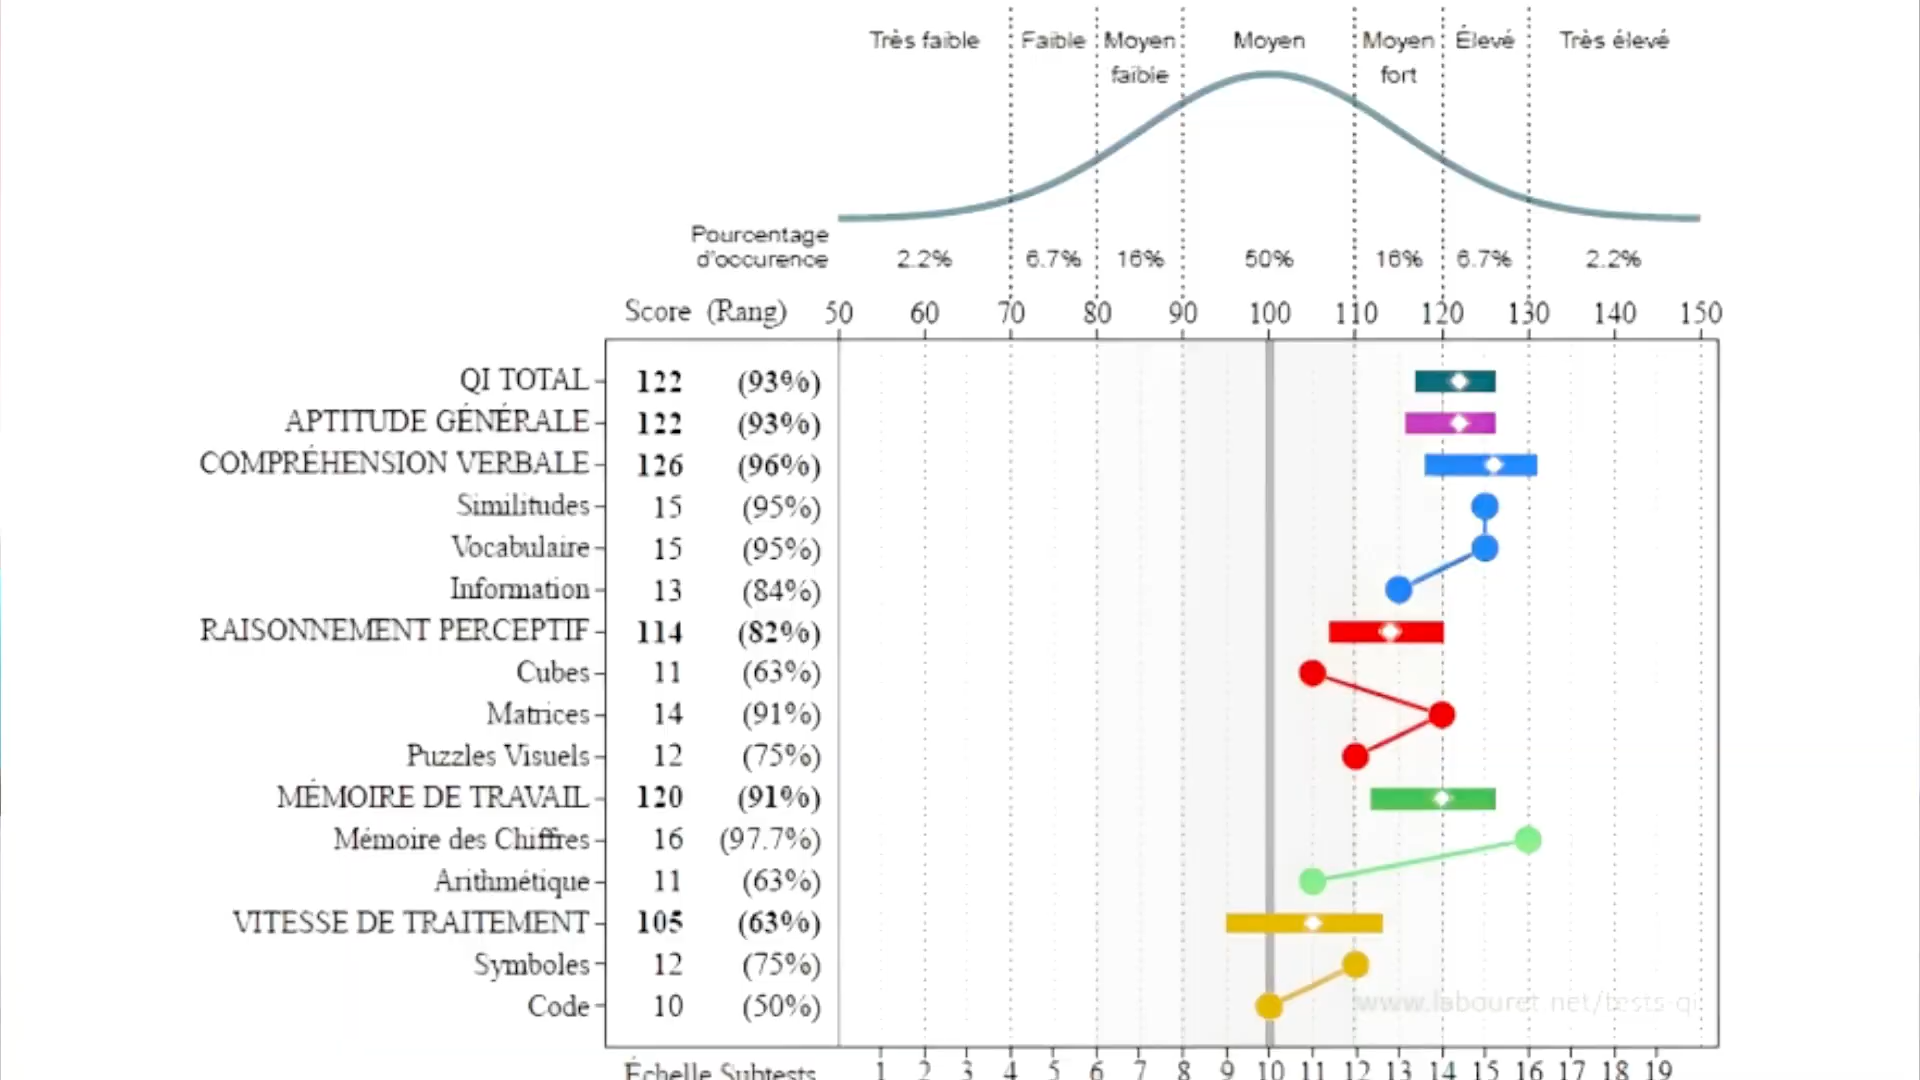 Très faible Faible Moyen faible Moyen Moyen fort Élevé Très élevé
Pourcentage d'occurence 2.2% 6.7% 16% 50% 16% 6.7% 2.2%
Score (Rang) 50 60 70 80 90 100 110 120 130 140 150
QI TOTAL 122 (93%)
APTITUDE GÉNÉRALE 122 (93%)
COMPRÉHENSION VERBALE 126 (96%)
Similitudes 15 (95%)
Vocabulaire 15 (95%)
Information 13 (84%)
RAISONNEMENT PERCEPTIF 114 (82%)
Cubes 11 (63%)
Matrices 14 (91%)
Puzzles Visuels 12 (75%)
MÉMOIRE DE TRAVAIL 120 (91%)
Mémoire des Chiffres 16 (97.7%)
Arithmétique 11 (63%)
VITESSE DE TRAITEMENT 105 (63%)
Symboles 12 (75%)
Code 10 (50%)
www.labouret.net/tests-qi
Échelle Subtests 1 2 3 4 5 6 7 8 9 10 11 12 13 14 15 16 17 18 19